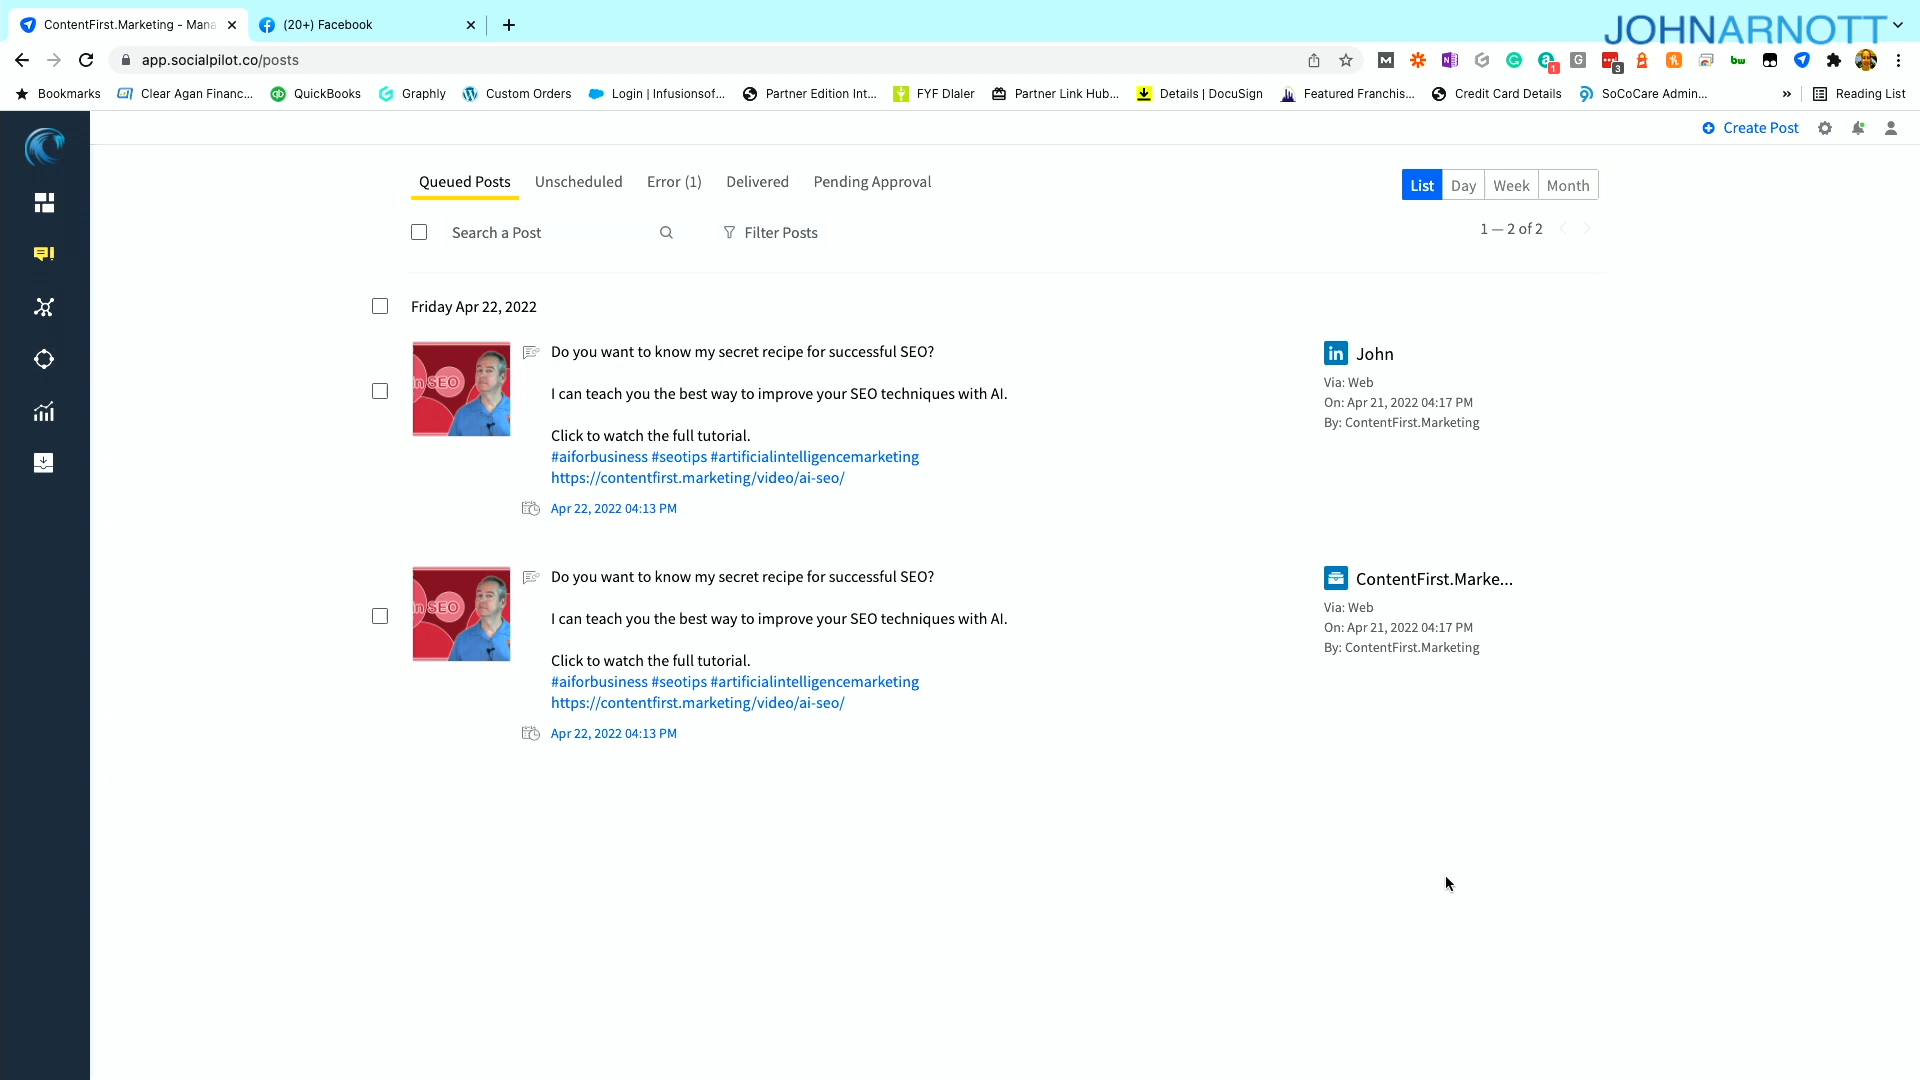 ContentFirst.Marketing - Mana
(20+) Facebook
JOHNARNOTT
app.socialpilot.co/posts
1
3
Bookmarks
Clear Agan Financ...
QuickBooks
Graphly
Custom Orders
Login | Infusionsof...
Partner Edition Int...
FYF DIaler
Partner Link Hub...
Details | DocuSign
Featured Franchis...
Credit Card Details
SoCoCare Admin...
»
Reading List
Create Post
Queued Posts
Unscheduled
Error (1)
Delivered
Pending Approval
List
Day
Week
Month
Search a Post
Filter Posts
1 — 2 of 2
Friday Apr 22, 2022
in SEO
Do you want to know my secret recipe for successful SEO?
I can teach you the best way to improve your SEO techniques with AI.
Click to watch the full tutorial.
#aiforbusiness #seotips #artificialintelligencemarketing
https://contentfirst.marketing/video/ai-seo/
Apr 22, 2022 04:13 PM
in John
Via: Web
On: Apr 21, 2022 04:17 PM
By: ContentFirst.Marketing
in SEO
Do you want to know my secret recipe for successful SEO?
I can teach you the best way to improve your SEO techniques with AI.
Click to watch the full tutorial.
#aiforbusiness #seotips #artificialintelligencemarketing
https://contentfirst.marketing/video/ai-seo/
Apr 22, 2022 04:13 PM
ContentFirst.Marke...
Via: Web
On: Apr 21, 2022 04:17 PM
By: ContentFirst.Marketing